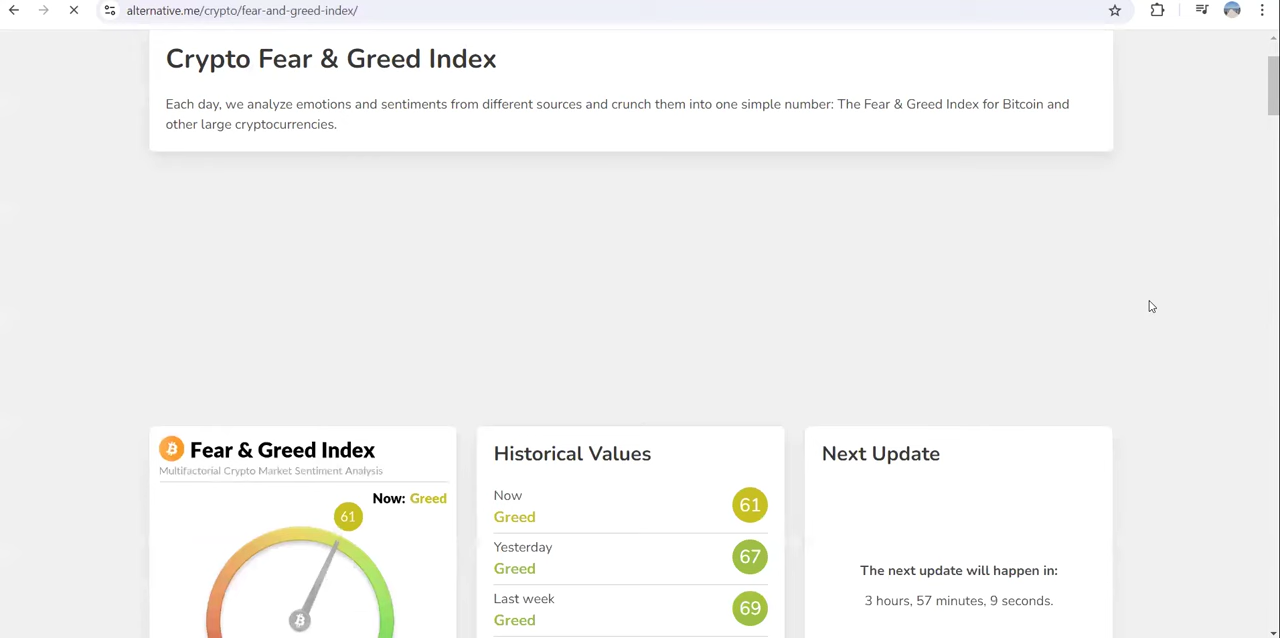 alternative.me/crypto/fear-and-greed-index/
Crypto Fear & Greed Index
Each day, we analyze emotions and sentiments from different sources and crunch them into one simple number: The Fear & Greed Index for Bitcoin and
other large cryptocurrencies.
Fear & Greed Index
Multifactorial Crypto Market Sentiment Analysis
Now: Greed
61
Historical Values
Now
Greed
61
Yesterday
Greed
67
Last week
Greed
69
Next Update
The next update will happen in:
3 hours, 57 minutes, 9 seconds.